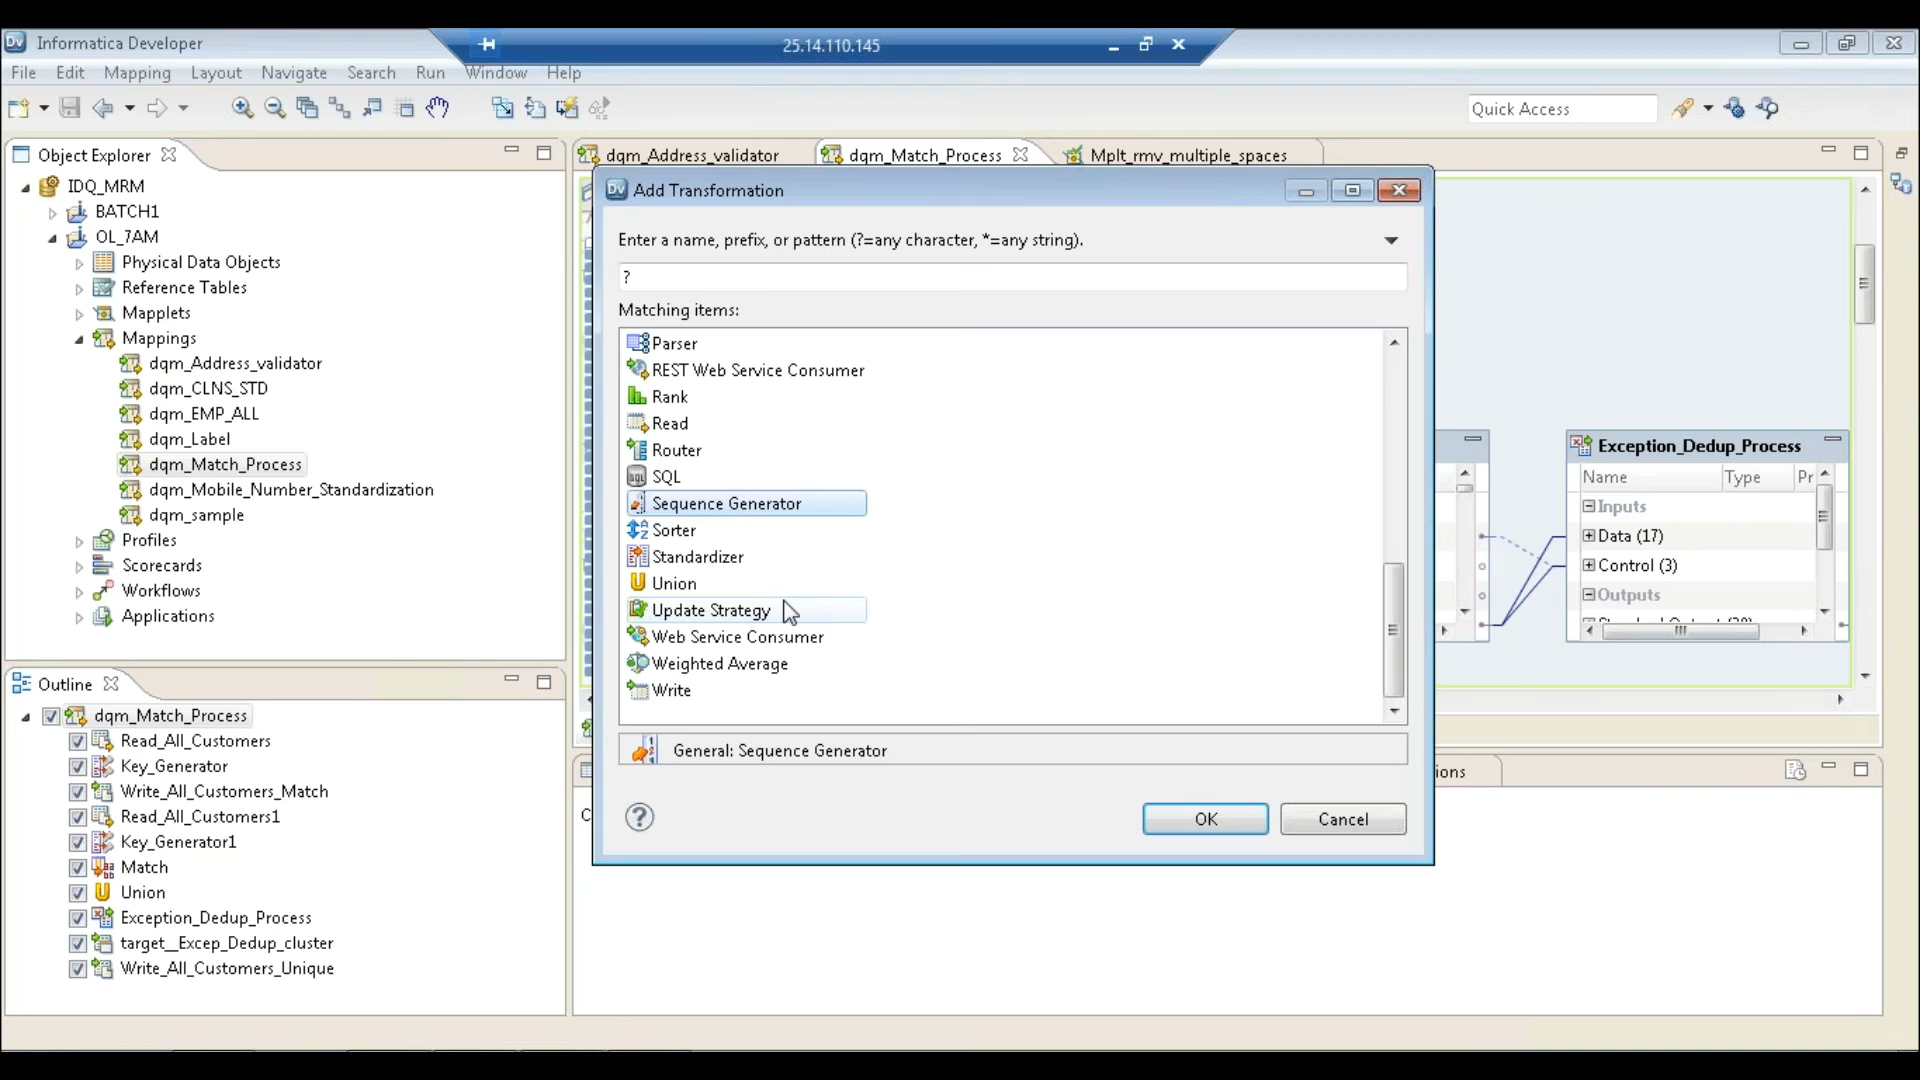 Informatica Developer
25.14.110.145
File Edit Mapping Layout Navigate Search Run Window Help
Quick Access
Object Explorer
dqm_Address_validator
dqm_Match_Process
Mplt_rmv_multiple_spaces
IDQ_MRM
BATCH1
OL_7AM
Physical Data Objects
Reference Tables
Mapplets
Mappings
dqm_Address_validator
dqm_CLNS_STD
dqm_EMP_ALL
dqm_Label
dqm_Match_Process
dqm_Mobile_Number_Standardization
dqm_sample
Profiles
Scorecards
Workflows
Applications
Add Transformation
Enter a name, prefix, or pattern (?=any character, *=any string).
?
Matching items:
Parser
REST Web Service Consumer
Rank
Read
Router
SQL
Sequence Generator
Sorter
Standardizer
Union
Update Strategy
Web Service Consumer
Weighted Average
Write
General: Sequence Generator
OK
Cancel
Exception_Dedup_Process
Name Type Pr
Inputs
Data (17)
Control (3)
Outputs
Outline
dqm_Match_Process
Read_All_Customers
Key_Generator
Write_All_Customers_Match
Read_All_Customers1
Key_Generator1
Match
Union
Exception_Dedup_Process
target__Excep_Dedup_cluster
Write_All_Customers_Unique
ions
C